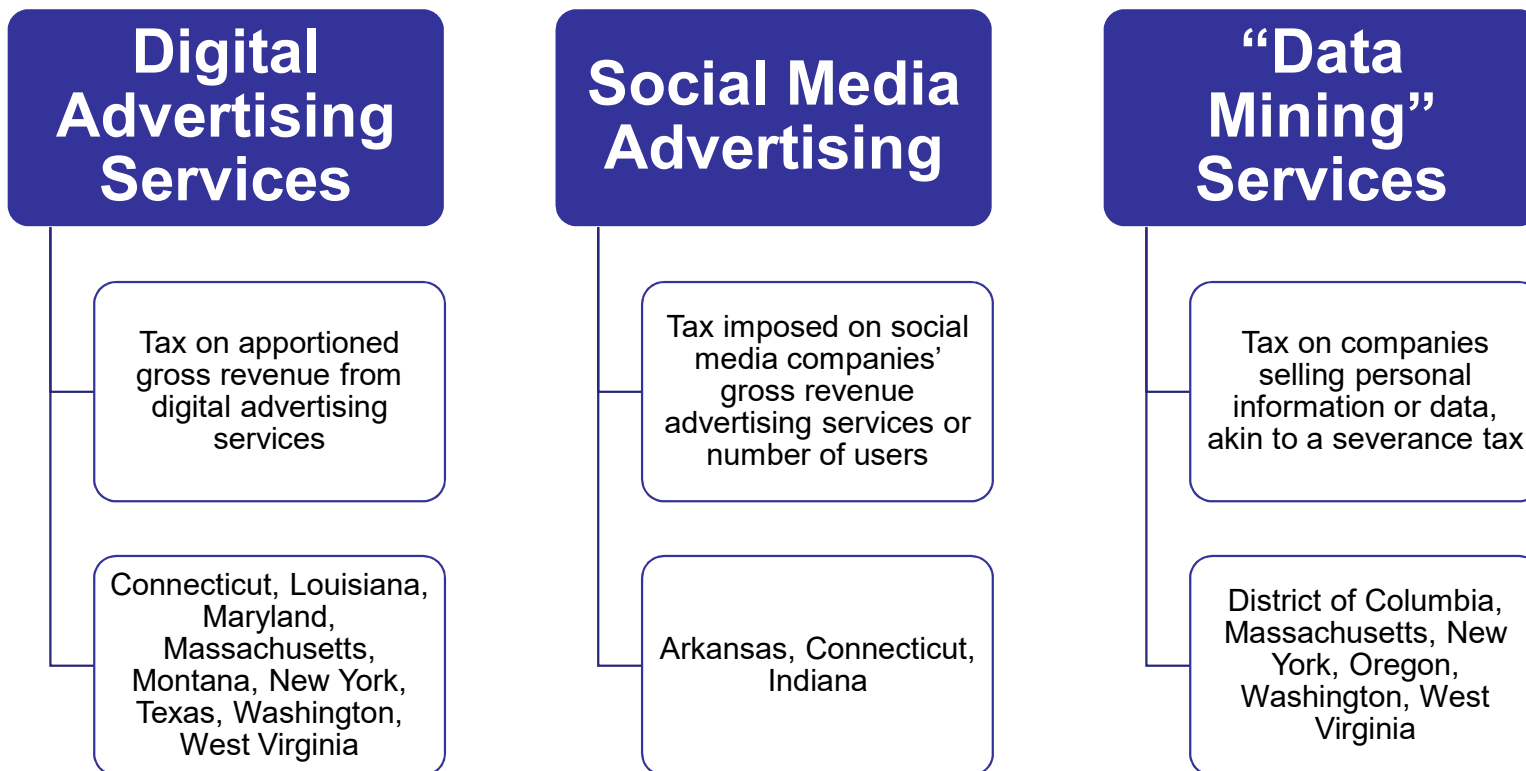 Digital
Advertising
Services
Tax on apportioned
gross revenue from
digital advertising
services
Connecticut, Louisiana,
Maryland,
Massachusetts,
Montana, New York,
Texas, Washington,
West Virginia
Social Media
Advertising
Tax imposed on social
media companies’
gross revenue
advertising services or
number of users
Arkansas, Connecticut,
Indiana
“Data
Mining”
Services
Tax on companies
selling personal
information or data,
akin to a severance tax
District of Columbia,
Massachusetts, New
York, Oregon,
Washington, West
Virginia